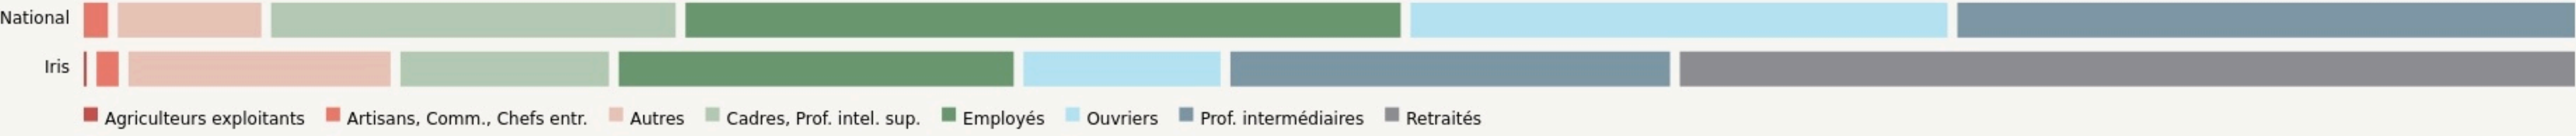 National
Iris
Agriculteurs exploitants Artisans, Comm., Chefs entr. Autres Cadres, Prof. intel. sup. Employés Ouvriers Prof. intermédiaires Retraités